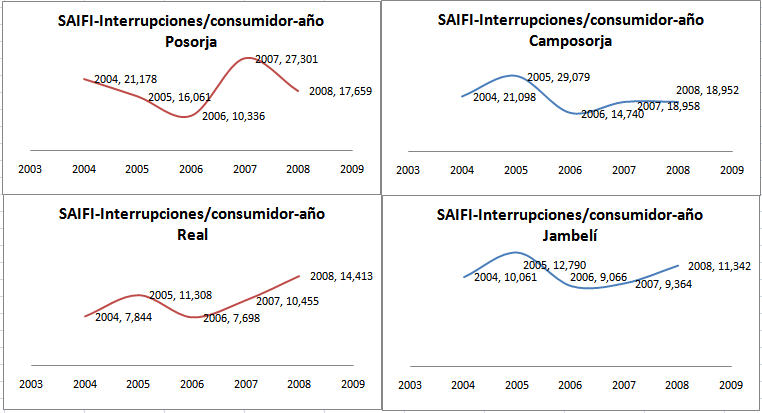 SAIFI-Interrupciones/consumidor-año
Posorja
2004, 21,178
2005, 16,061
2006, 10,336
2007, 27,301
2008, 17,659
2003 2004 2005 2006 2007 2008 2009
SAIFI-Interrupciones/consumidor-año
Camposorja
2004, 21,098
2005, 29,079
2006, 14,740
2007, 18,958
2008, 18,952
2003 2004 2005 2006 2007 2008 2009
SAIFI-Interrupciones/consumidor-año
Real
2004, 7,844
2005, 11,308
2006, 7,698
2007, 10,455
2008, 14,413
2003 2004 2005 2006 2007 2008 2009
SAIFI-Interrupciones/consumidor-año
Jambelí
2004, 10,061
2005, 12,790
2006, 9,066
2007, 9,364
2008, 11,342
2003 2004 2005 2006 2007 2008 2009